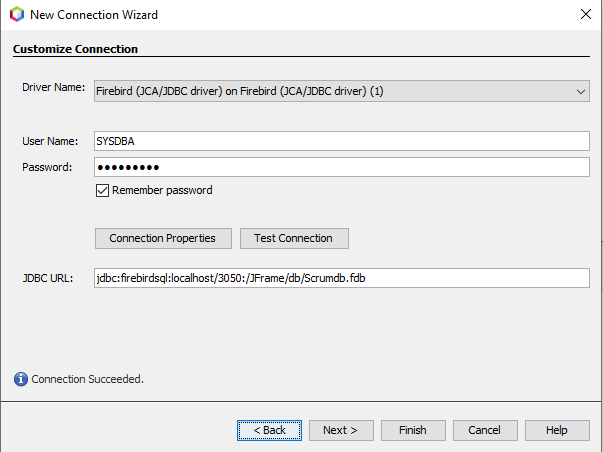 New Connection Wizard
Customize Connection
Driver Name: Firebird (JCA/JDBC driver) on Firebird (JCA/JDBC driver) (1)
User Name: SYSDBA
Password: •••••••••
Remember password
Connection Properties Test Connection
JDBC URL: jdbc:firebirdsql:localhost/3050:/JFrame/db/Scrumdb.fdb
Connection Succeeded.
< Back Next > Finish Cancel Help